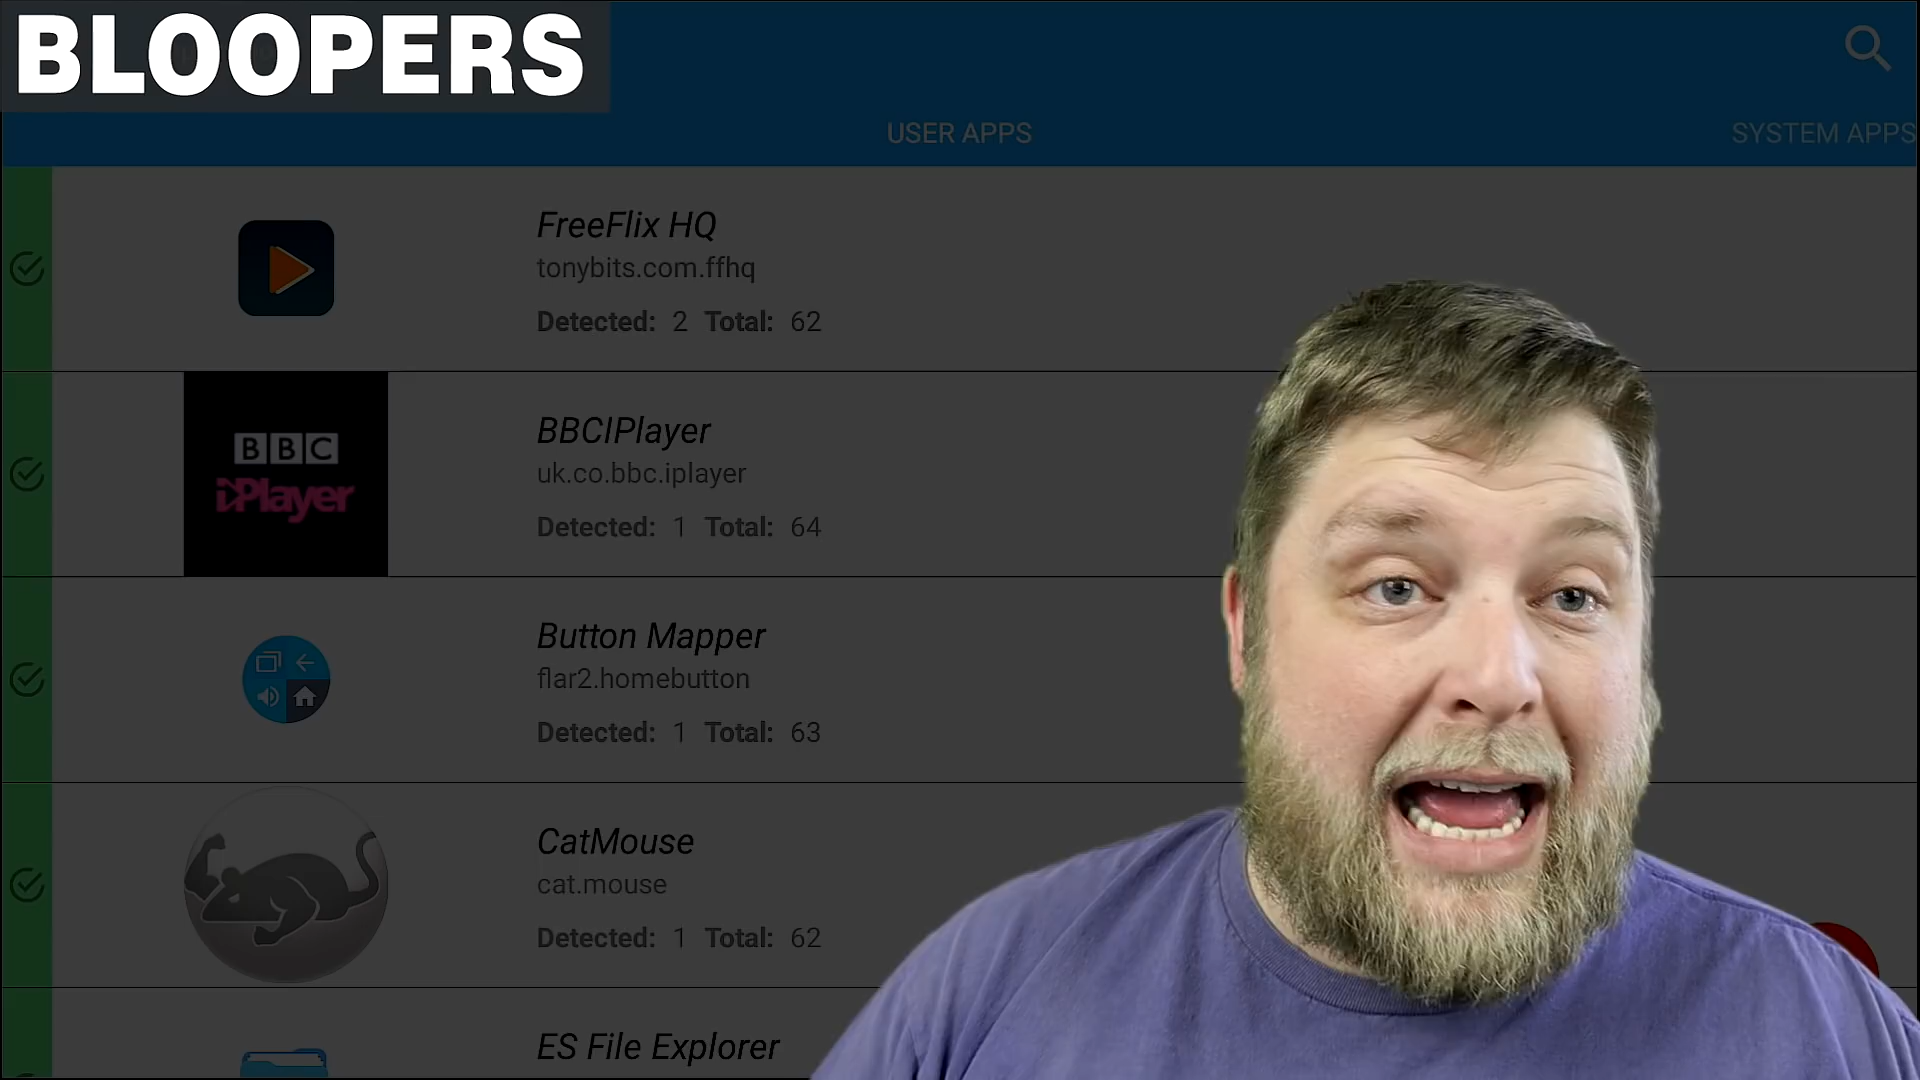 BLOOPERS
USER APPS
SYSTEM APPS
FreeFlix HQ
tonybits.com.ffhq
Detected: 2 Total: 62
BBC
iPlayer
BBCIPlayer
uk.co.bbc.iplayer
Detected: 1 Total: 64
Button Mapper
flar2.homebutton
Detected: 1 Total: 63
CatMouse
cat.mouse
Detected: 1 Total: 62
ES File Explorer